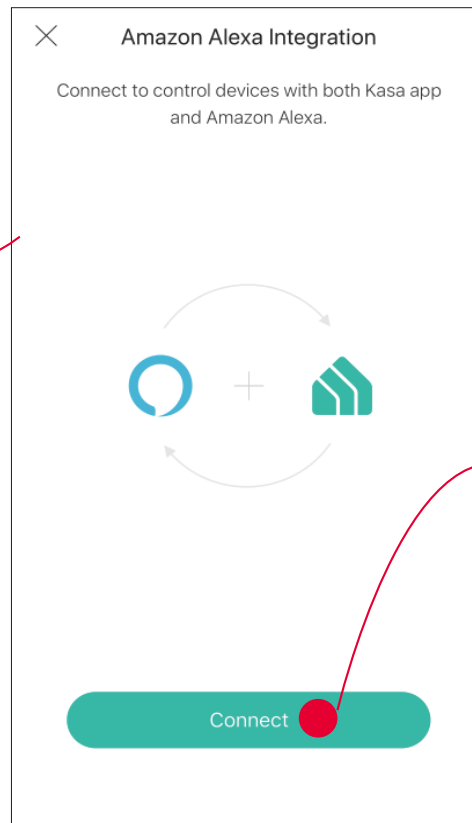 Amazon Alexa Integration
Connect to control devices with both Kasa app
and Amazon Alexa.
Connect